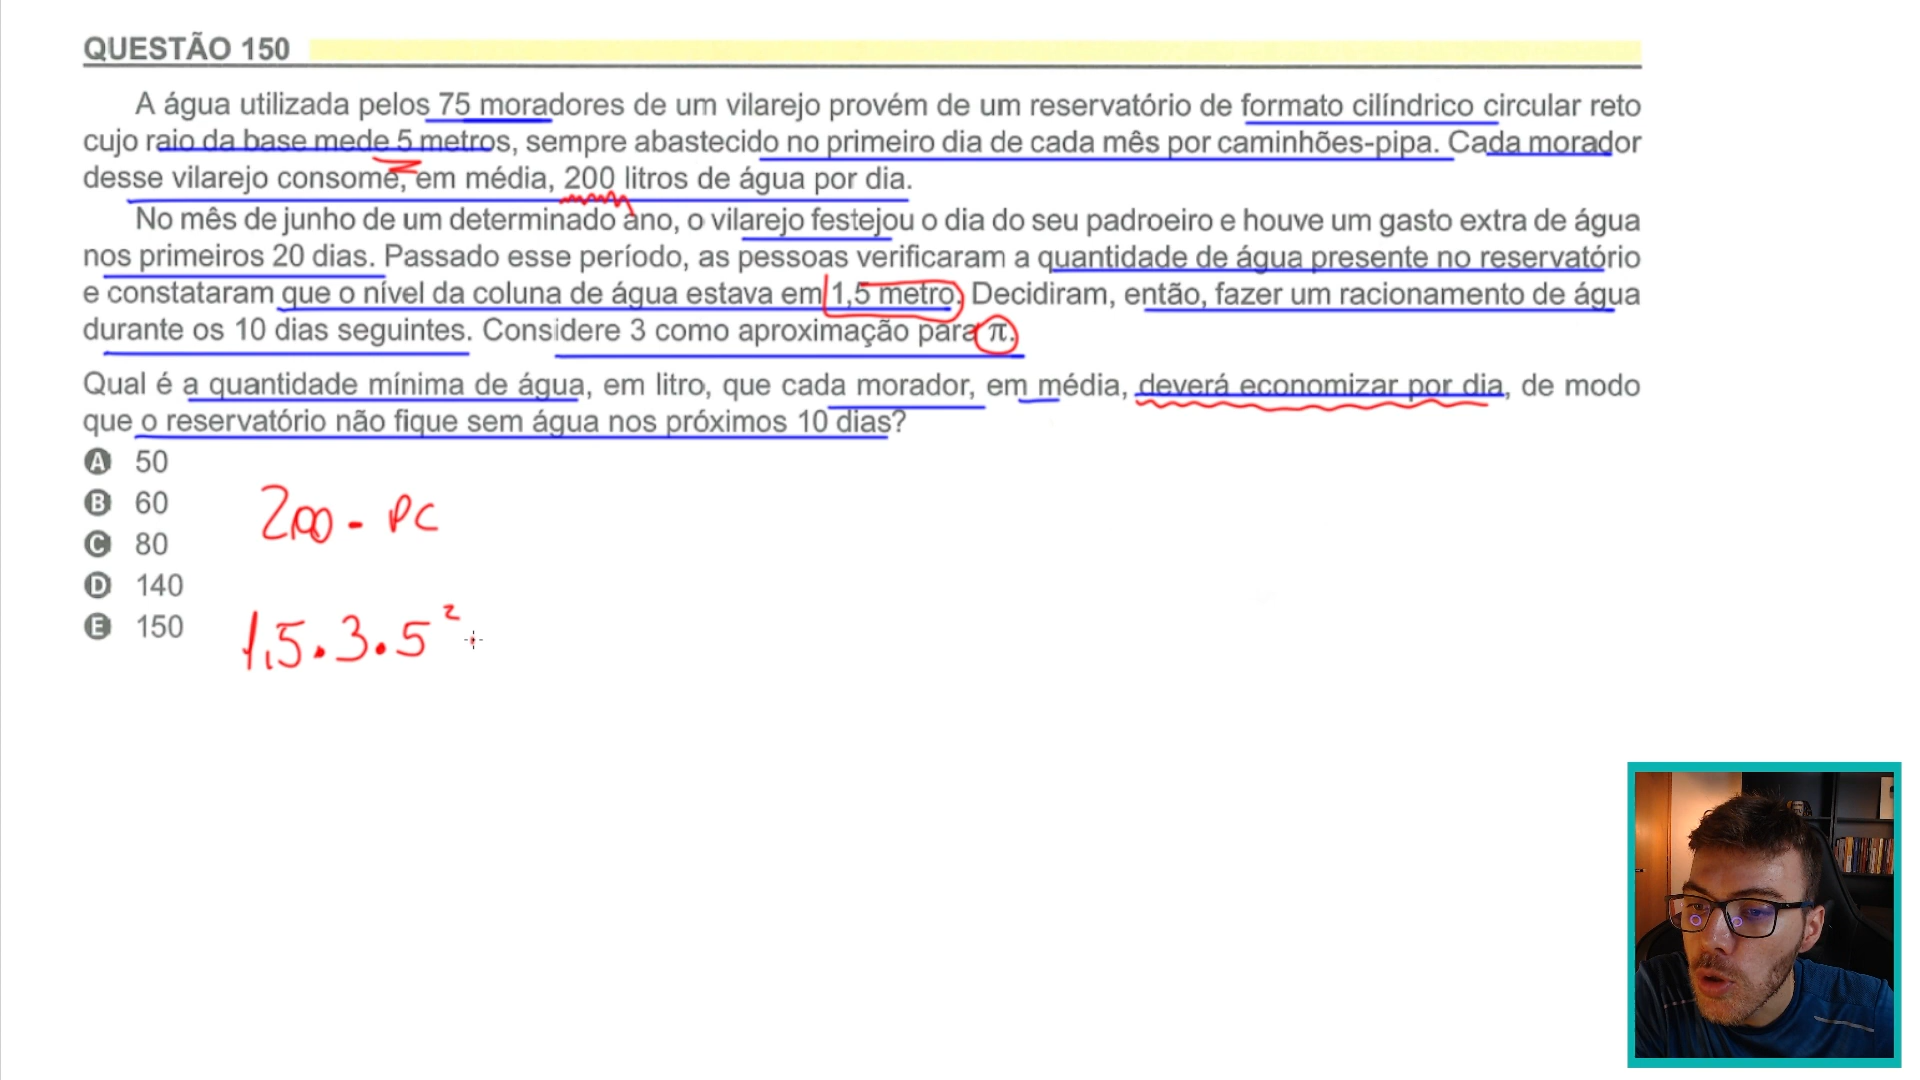 QUESTÃO 150
A água utilizada pelos 75 moradores de um vilarejo provém de um reservatório de formato cilíndrico circular reto
cujo raio da base mede 5 metros, sempre abastecido no primeiro dia de cada mês por caminhões-pipa. Cada morador
desse vilarejo consome, em média, 200 litros de água por dia.
No mês de junho de um determinado ano, o vilarejo festejou o dia do seu padroeiro e houve um gasto extra de água
nos primeiros 20 dias. Passado esse período, as pessoas verificaram a quantidade de água presente no reservatório
e constataram que o nível da coluna de água estava em 1,5 metro. Decidiram, então, fazer um racionamento de água
durante os 10 dias seguintes. Considere 3 como aproximação para π.
Qual é a quantidade mínima de água, em litro, que cada morador, em média, deverá economizar por dia, de modo
que o reservatório não fique sem água nos próximos 10 dias?
A 50
B 60
C 80
D 140
E 150
200 - PC
1,5 . 3 . 5²